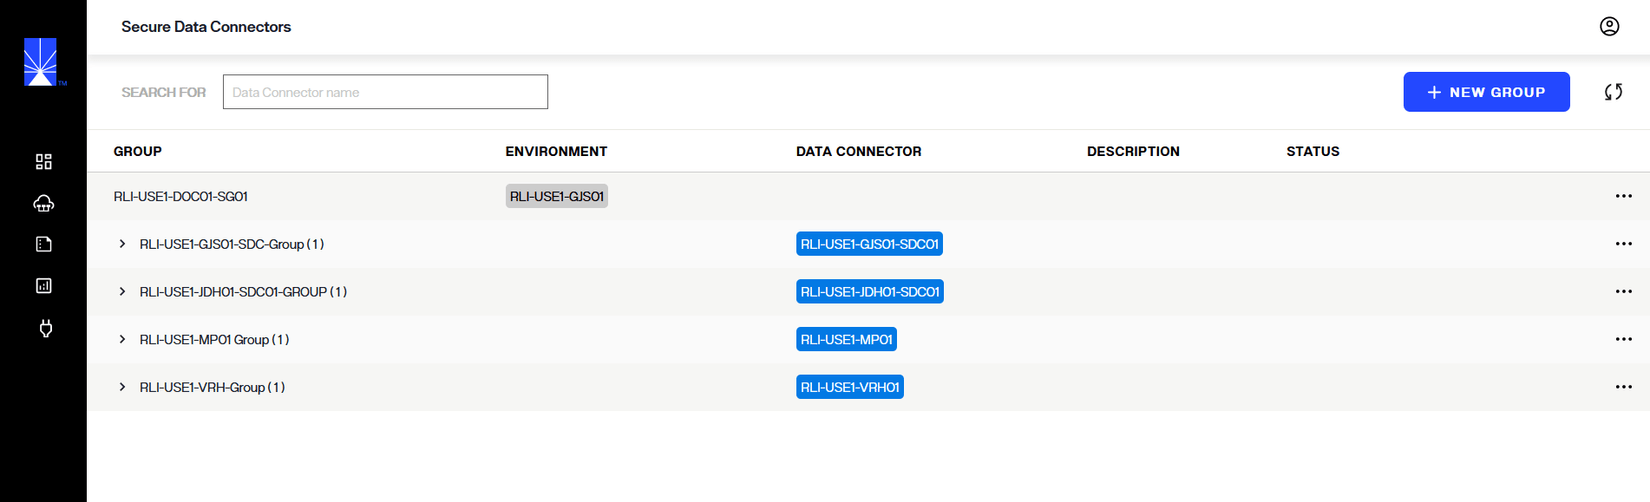 Secure Data Connectors
TM
SEARCH FOR Data Connector name + NEW GROUP
GROUP ENVIRONMENT DATA CONNECTOR DESCRIPTION STATUS
RLI-USE1-DOC01-SG01 RLI-USE1-GJS01
RLI-USE1-GJS01-SDC-Group (1) RLI-USE1-GJS01-SDC01
RLI-USE1-JDH01-SDC01-GROUP (1) RLI-USE1-JDH01-SDC01
RLI-USE1-MP01 Group (1) RLI-USE1-MP01
RLI-USE1-VRH-Group (1) RLI-USE1-VRH01